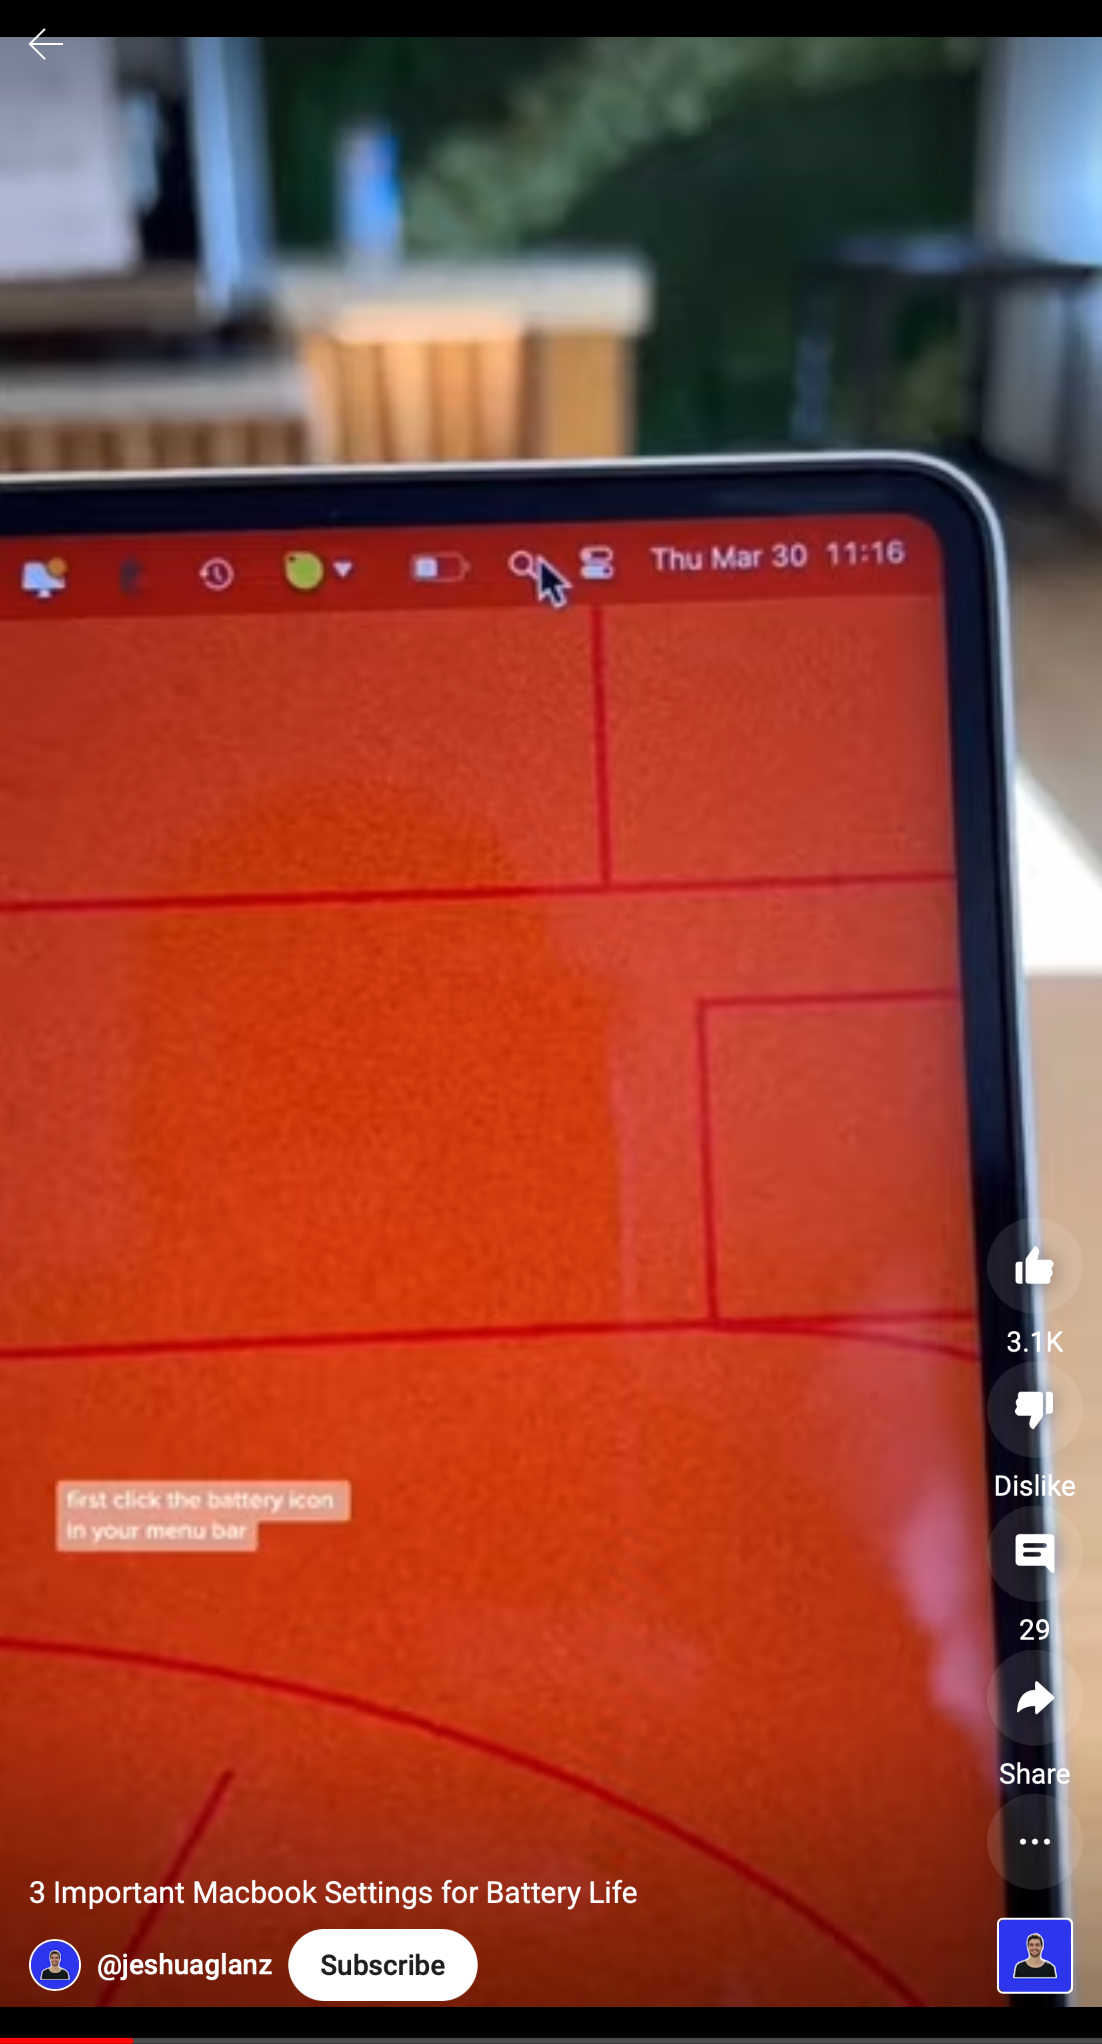 Thu Mar 30 11:16
first click the battery icon
in your menu bar
3.1K
Dislike
29
Share
3 Important Macbook Settings for Battery Life
@jeshuaglanz
Subscribe